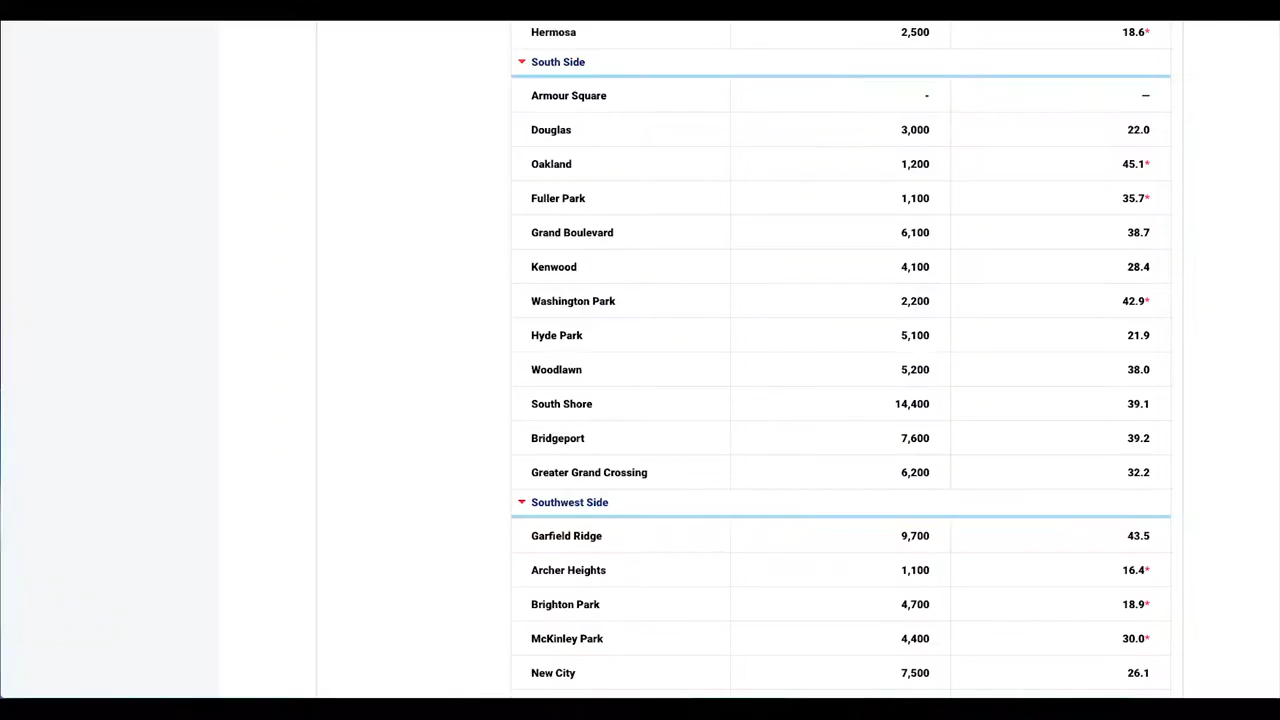 Hermosa 2,500 18.6*
South Side
Armour Square - —
Douglas 3,000 22.0
Oakland 1,200 45.1*
Fuller Park 1,100 35.7*
Grand Boulevard 6,100 38.7
Kenwood 4,100 28.4
Washington Park 2,200 42.9*
Hyde Park 5,100 21.9
Woodlawn 5,200 38.0
South Shore 14,400 39.1
Bridgeport 7,600 39.2
Greater Grand Crossing 6,200 32.2
Southwest Side
Garfield Ridge 9,700 43.5
Archer Heights 1,100 16.4*
Brighton Park 4,700 18.9*
McKinley Park 4,400 30.0*
New City 7,500 26.1